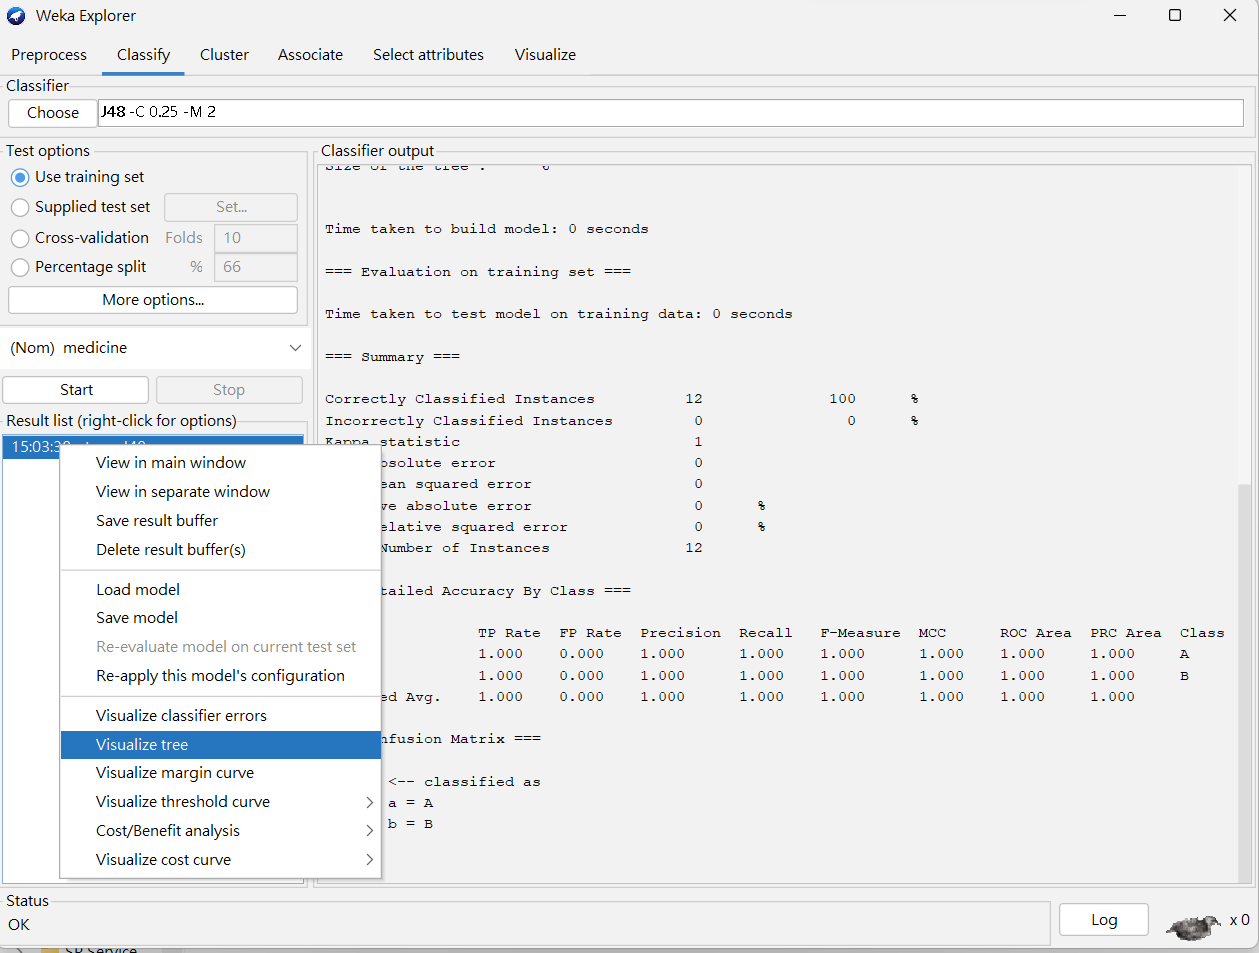 Weka Explorer
Preprocess Classify Cluster Associate Select attributes Visualize
Classifier
Choose J48 -C 0.25 -M 2
Test options
Use training set
Supplied test set Set...
Cross-validation Folds 10
Percentage split % 66
More options...
(Nom) medicine
Start Stop
Result list (right-click for options)
15:03:3
View in main window
View in separate window
Save result buffer
Delete result buffer(s)
Load model
Save model
Re-evaluate model on current test set
Re-apply this model's configuration
Visualize classifier errors
Visualize tree
Visualize margin curve
Visualize threshold curve
Cost/Benefit analysis
Visualize cost curve
Classifier output
Size of the tree : 6
Time taken to build model: 0 seconds
=== Evaluation on training set ===
Time taken to test model on training data: 0 seconds
=== Summary ===
Correctly Classified Instances 12 100 %
Incorrectly Classified Instances 0 0 %
Kappa statistic 1
bsolute error 0
ean squared error 0
ve absolute error 0 %
elative squared error 0 %
Number of Instances 12
tailed Accuracy By Class ===
TP Rate FP Rate Precision Recall F-Measure MCC ROC Area PRC Area Class
1.000 0.000 1.000 1.000 1.000 1.000 1.000 1.000 A
1.000 0.000 1.000 1.000 1.000 1.000 1.000 1.000 B
ed Avg. 1.000 0.000 1.000 1.000 1.000 1.000 1.000 1.000
nfusion Matrix ===
<-- classified as
a = A
b = B
Status
OK
Log
x 0
SP Service